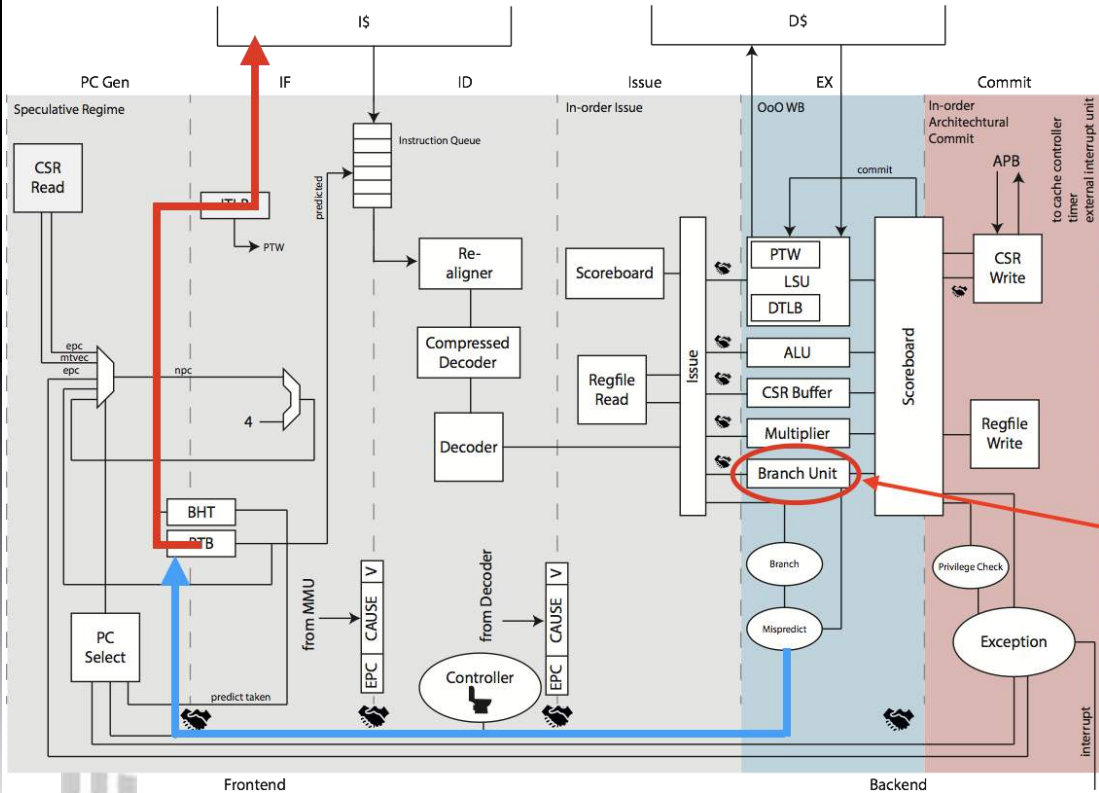 I$
D$
PC Gen
IF
ID
Issue
EX
Commit
Speculative Regime
In-order Issue
OoO WB
In-order
Architechtural
Commit
CSR
Read
Instruction Queue
predicted
commit
APB
to cache controller
timer
external interrupt unit
ITLB
PTW
Re-
aligner
Scoreboard
PTW
LSU
DTLB
CSR
Write
epc
mtvec
epc
npc
4
Compressed
Decoder
Regfile
Read
Issue
ALU
CSR Buffer
Scoreboard
Decoder
Multiplier
Regfile
Write
Branch Unit
BHT
BTB
Branch
Privilege Check
from MMU
EPC CAUSE V
from Decoder
EPC CAUSE V
PC
Select
Mispredict
Exception
Controller
predict taken
interrupt
Frontend
Backend